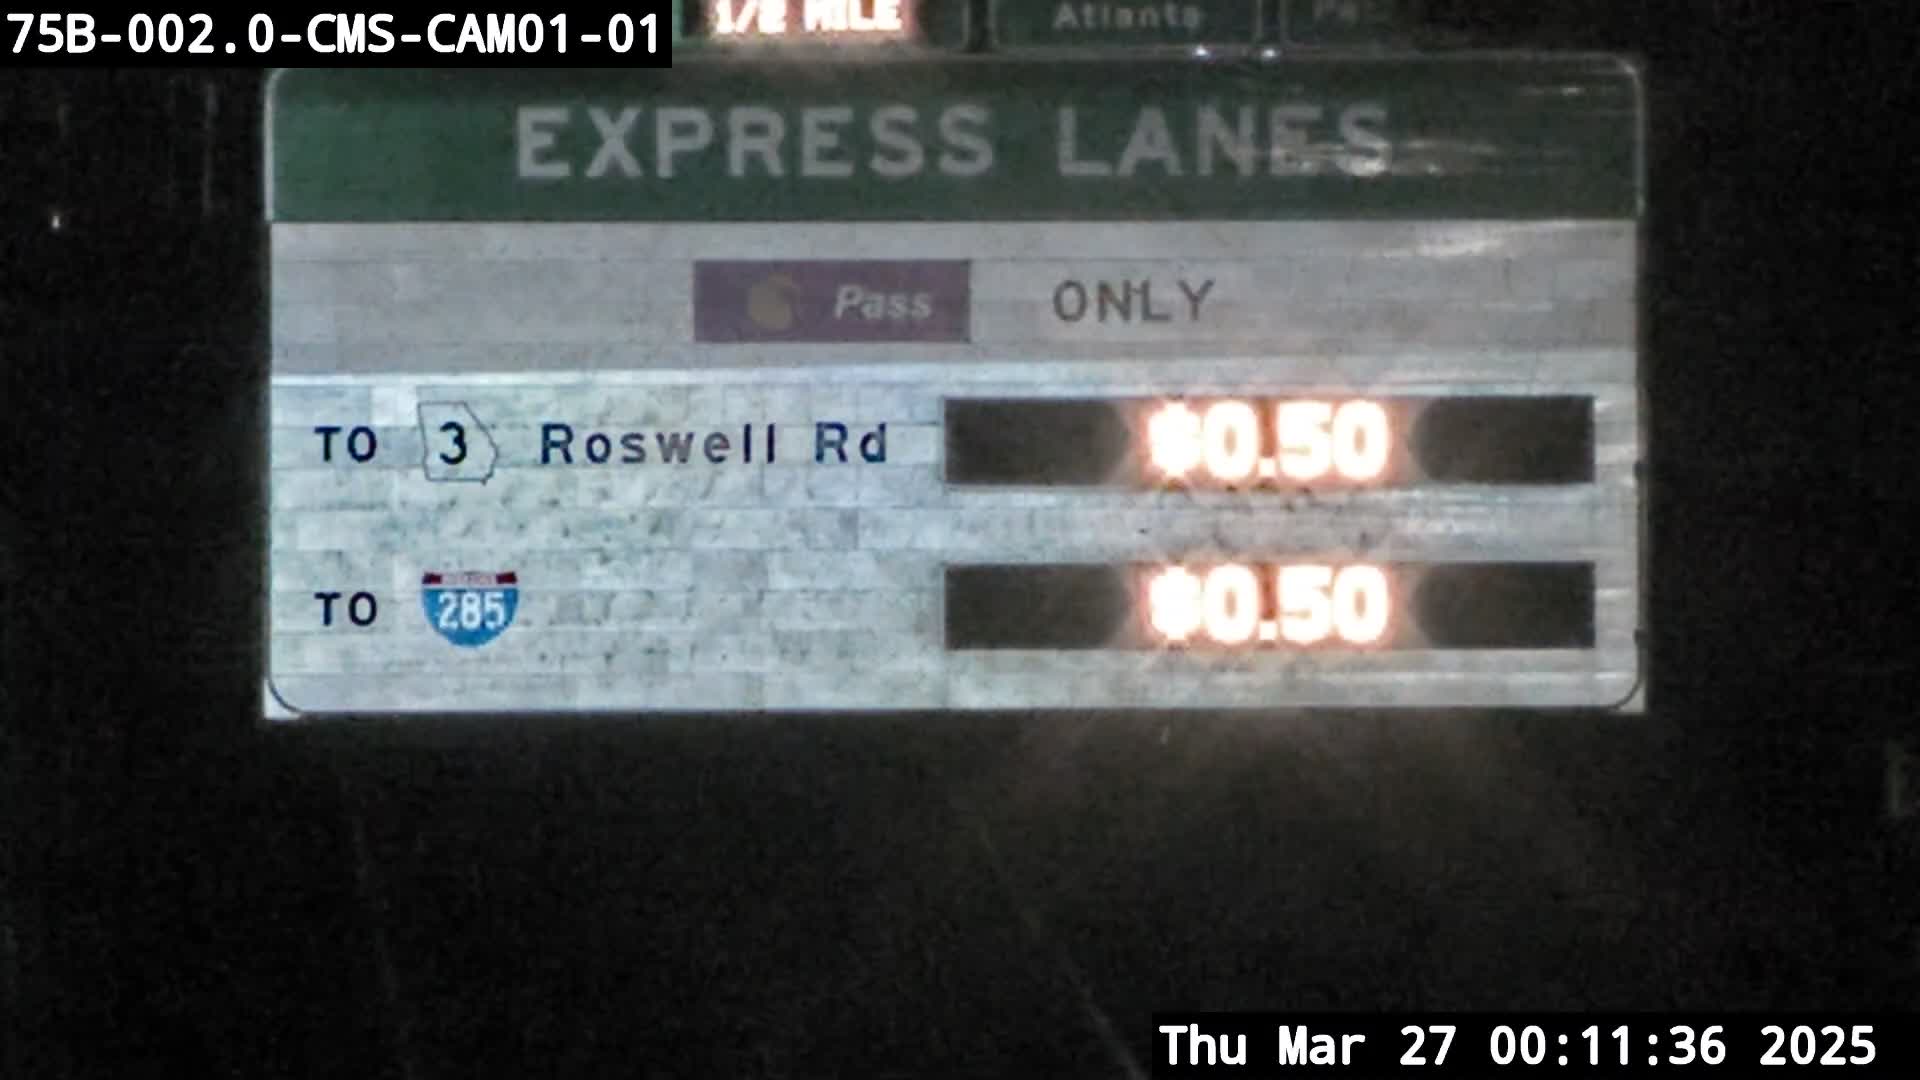 75B-002.0-CMS-CAM01-01
1/2 MILE
Atlanta
EXPRESS LANES
Pass ONLY
TO 3 Roswell Rd $0.50
TO 285 $0.50
Thu Mar 27 00:11:36 2025